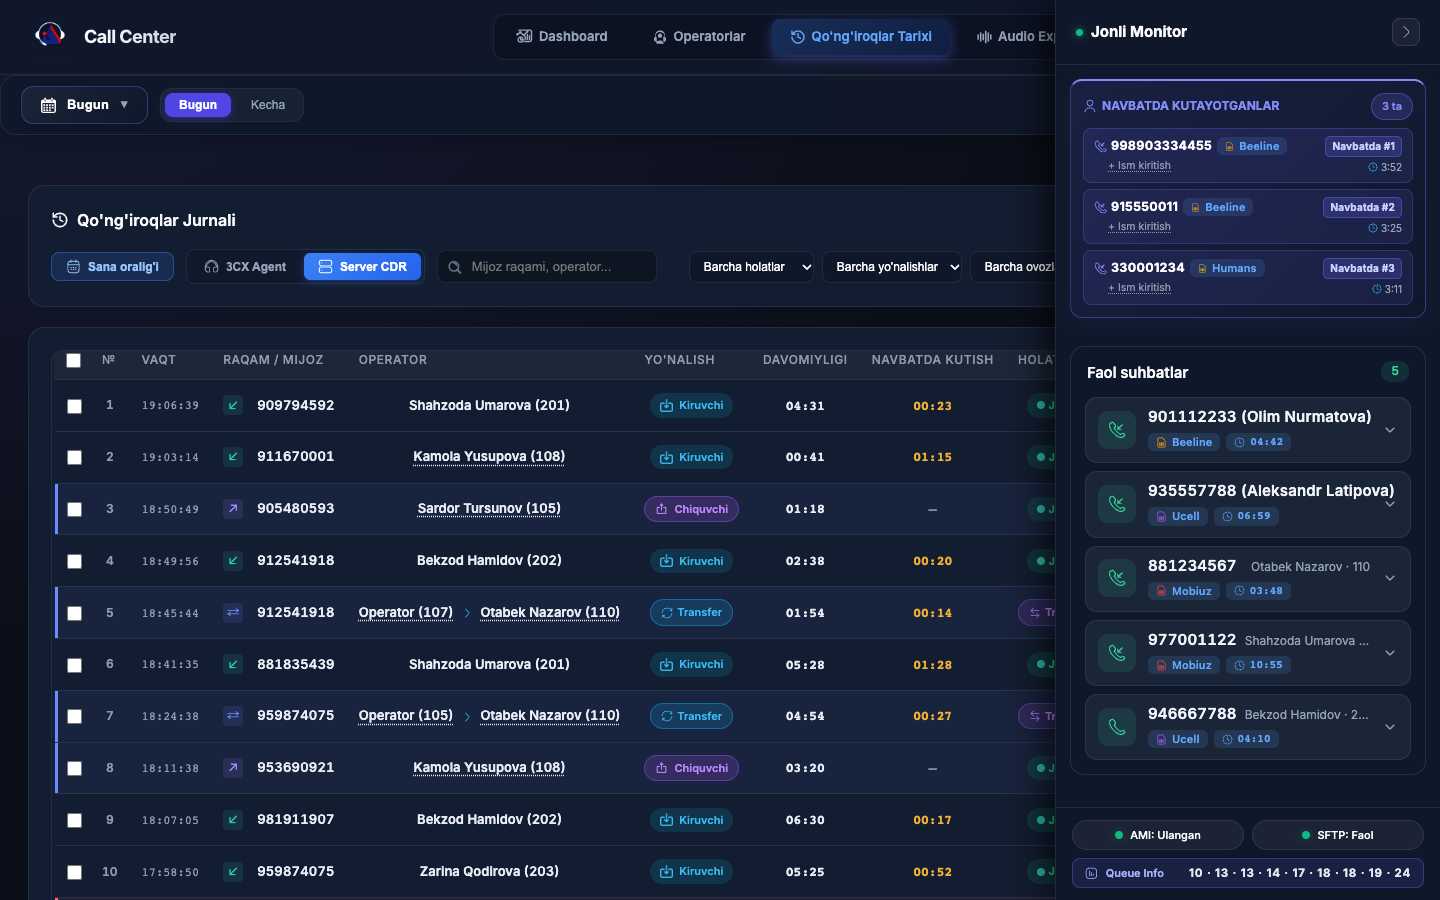 Call Center
Dashboard
Operatorlar
Qo'ng'iroqlar Tarixi
Audio Exp
Bugun ▼
Bugun
Kecha
Qo'ng'iroqlar Jurnali
Sana oralig'i
3CX Agent
Server CDR
Mijoz raqami, operator...
Barcha holatlar
Barcha yo'nalishlar
Barcha ovozl
№ VAQT RAQAM / MIJOZ OPERATOR YO'NALISH DAVOMIYLIGI NAVBATDA KUTISH HOLAT
1 19:06:39 909794592 Shahzoda Umarova (201) Kiruvchi 04:31 00:23 J
2 19:03:14 911670001 Kamola Yusupova (108) Kiruvchi 00:41 01:15 J
3 18:50:49 905480593 Sardor Tursunov (105) Chiquvchi 01:18 — J
4 18:49:56 912541918 Bekzod Hamidov (202) Kiruvchi 02:38 00:20 J
5 18:45:44 912541918 Operator (107) > Otabek Nazarov (110) Transfer 01:54 00:14 Tr
6 18:41:35 881835439 Shahzoda Umarova (201) Kiruvchi 05:28 01:28 J
7 18:24:38 959874075 Operator (105) > Otabek Nazarov (110) Transfer 04:54 00:27 Tr
8 18:11:38 953690921 Kamola Yusupova (108) Chiquvchi 03:20 — J
9 18:07:05 981911907 Bekzod Hamidov (202) Kiruvchi 06:30 00:17 J
10 17:58:50 959874075 Zarina Qodirova (203) Kiruvchi 05:25 00:52 J
Jonli Monitor
NAVBATDA KUTAYOTGANLAR 3 ta
998903334455 Beeline Navbatda #1
+ Ism kiritish 3:52
915550011 Beeline Navbatda #2
+ Ism kiritish 3:25
330001234 Humans Navbatda #3
+ Ism kiritish 3:11
Faol suhbatlar 5
901112233 (Olim Nurmatova)
Beeline 04:42
935557788 (Aleksandr Latipova)
Ucell 06:59
881234567 Otabek Nazarov · 110
Mobiuz 03:48
977001122 Shahzoda Umarova ...
Mobiuz 10:55
946667788 Bekzod Hamidov · 2...
Ucell 04:10
AMI: Ulangan
SFTP: Faol
Queue Info 10 · 13 · 13 · 14 · 17 · 18 · 18 · 19 · 24